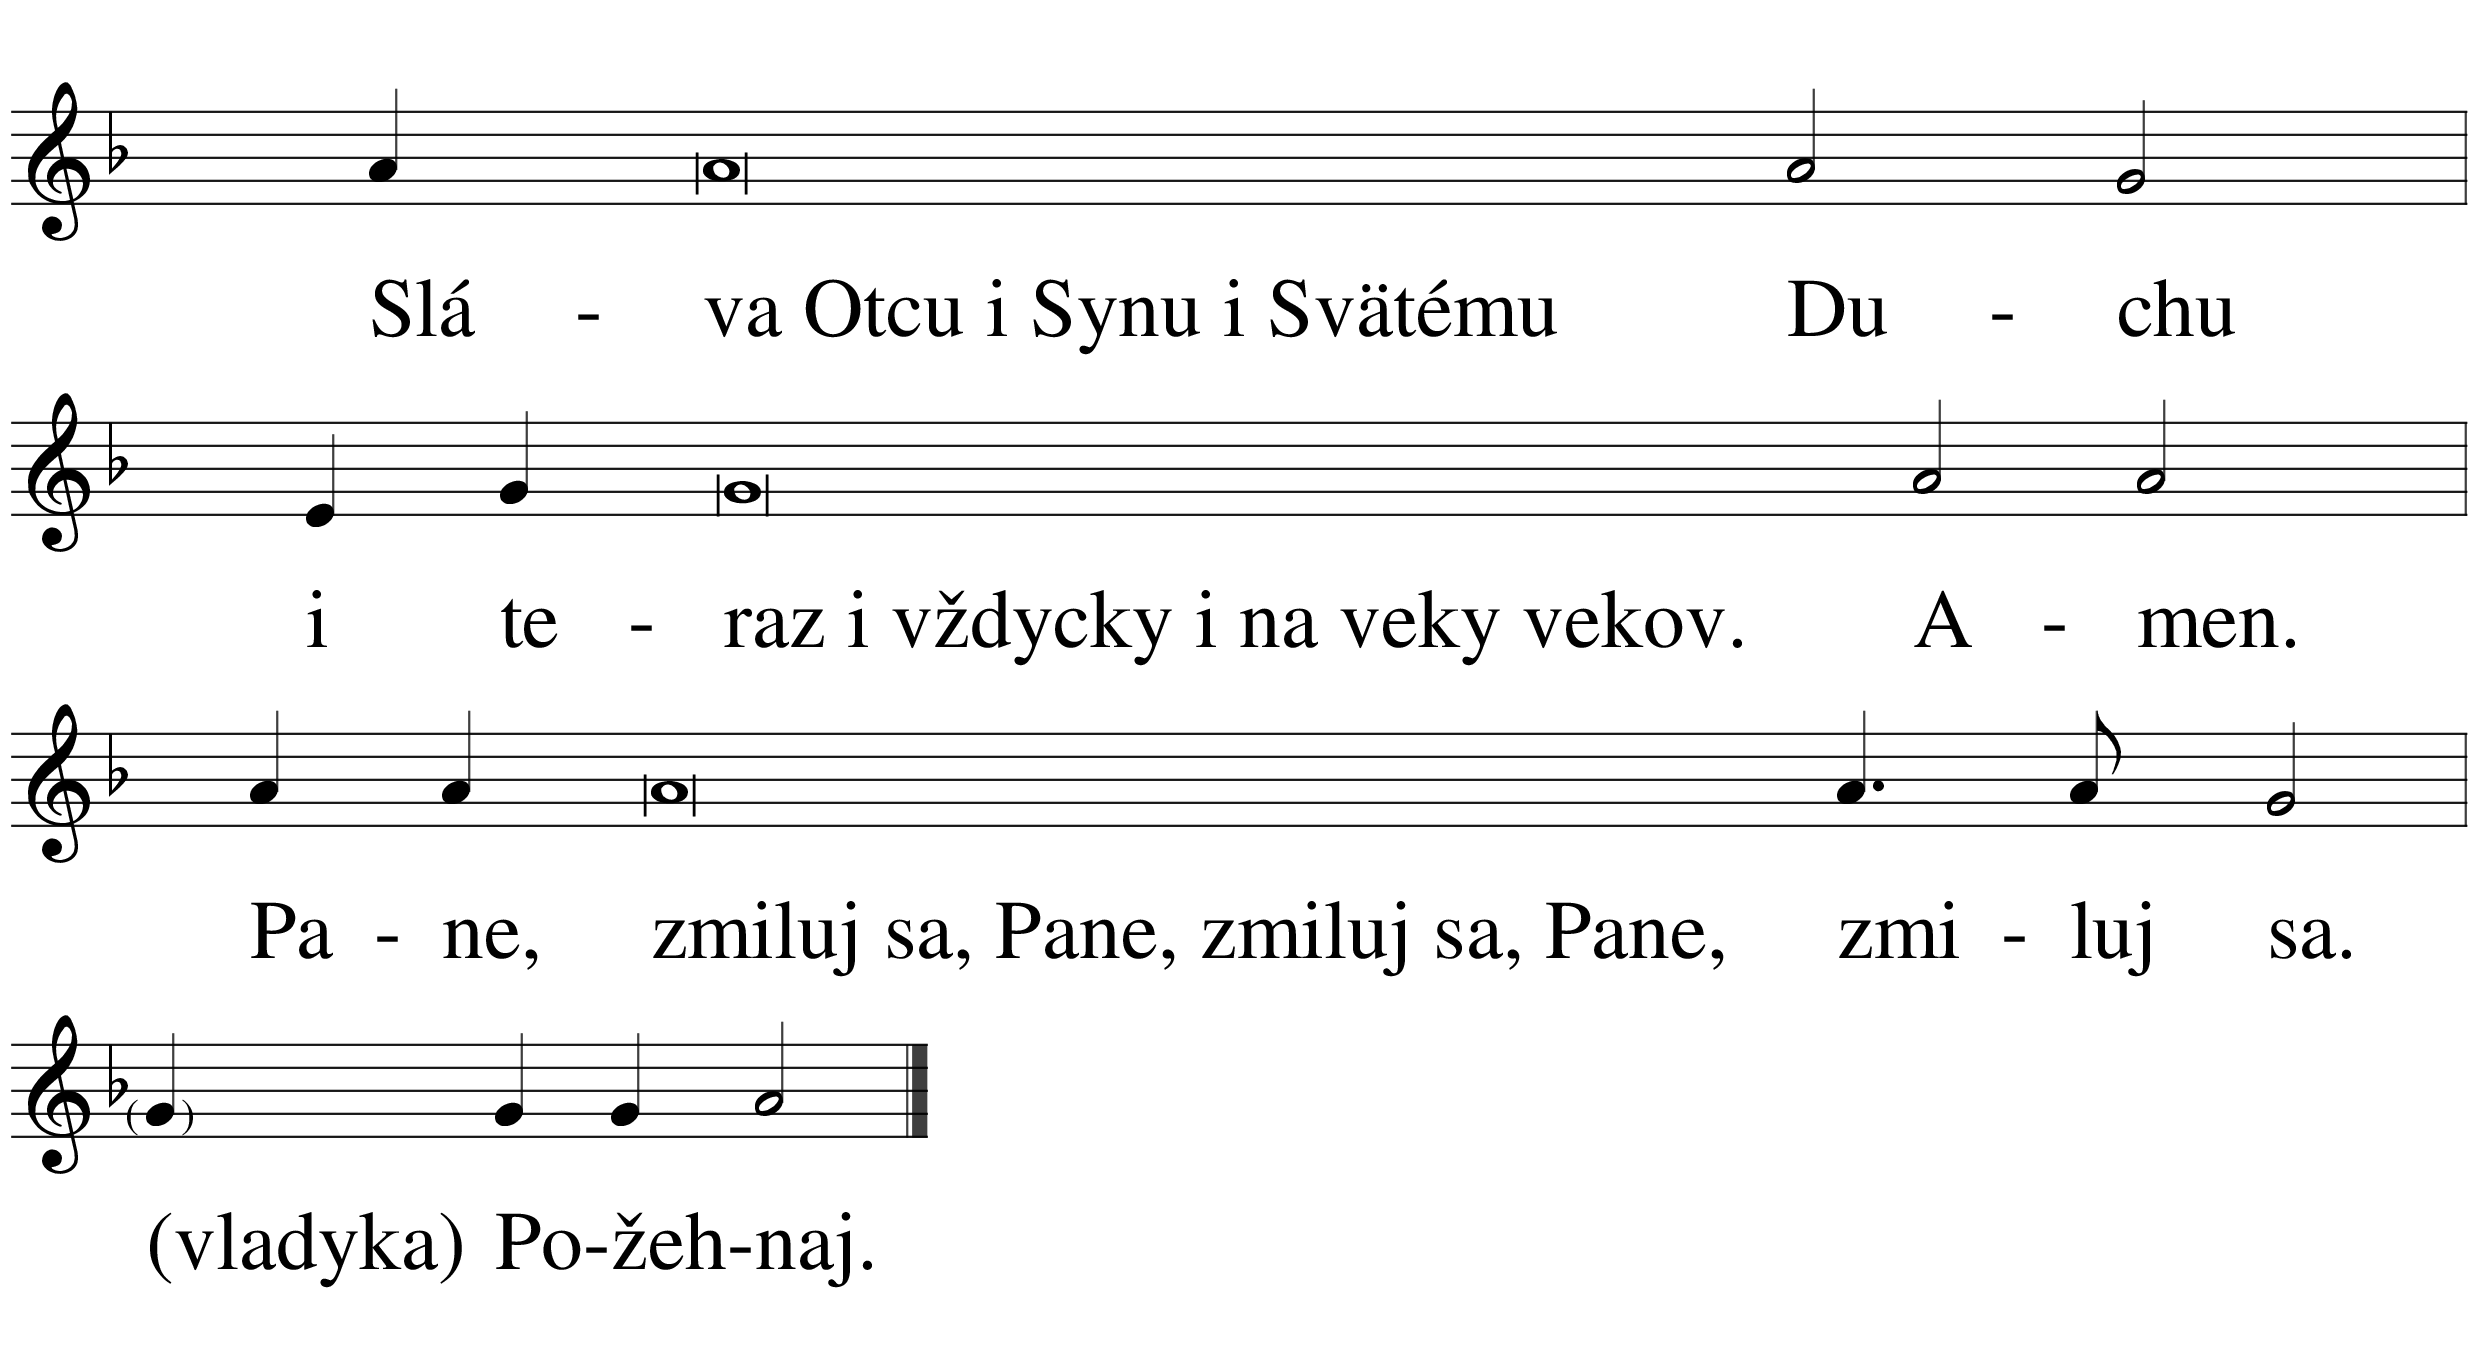 Slá - va Otcu i Synu i Svätému Du - chu
i te - raz i vždycky i na veky vekov. A - men.
Pa - ne, zmiluj sa, Pane, zmiluj sa, Pane, zmi - luj sa.
(vladyka) Po-žeh-naj.